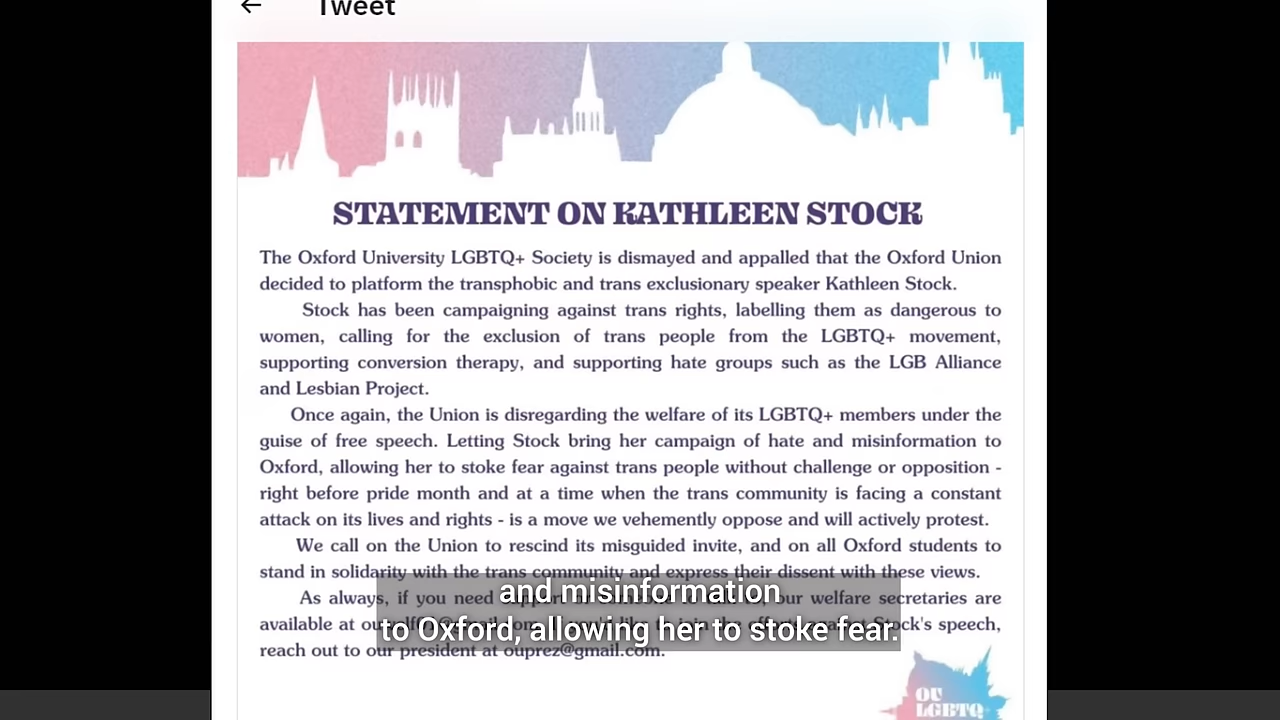 ← Tweet
STATEMENT ON KATHLEEN STOCK
The Oxford University LGBTQ+ Society is dismayed and appalled that the Oxford Union
decided to platform the transphobic and trans exclusionary speaker Kathleen Stock.
Stock has been campaigning against trans rights, labelling them as dangerous to
women, calling for the exclusion of trans people from the LGBTQ+ movement,
supporting conversion therapy, and supporting hate groups such as the LGB Alliance
and Lesbian Project.
Once again, the Union is disregarding the welfare of its LGBTQ+ members under the
guise of free speech. Letting Stock bring her campaign of hate and misinformation to
Oxford, allowing her to stoke fear against trans people without challenge or opposition -
right before pride month and at a time when the trans community is facing a constant
attack on its lives and rights - is a move we vehemently oppose and will actively protest.
We call on the Union to rescind its misguided invite, and on all Oxford students to
stand in solidarity with the trans community and express their dissent with these views.
As always, if you need our welfare secretaries are
available at Stock's speech,
reach out to our president at ouprez@gmail.com.
and misinformation
to Oxford, allowing her to stoke fear.
OU
LGBTQ